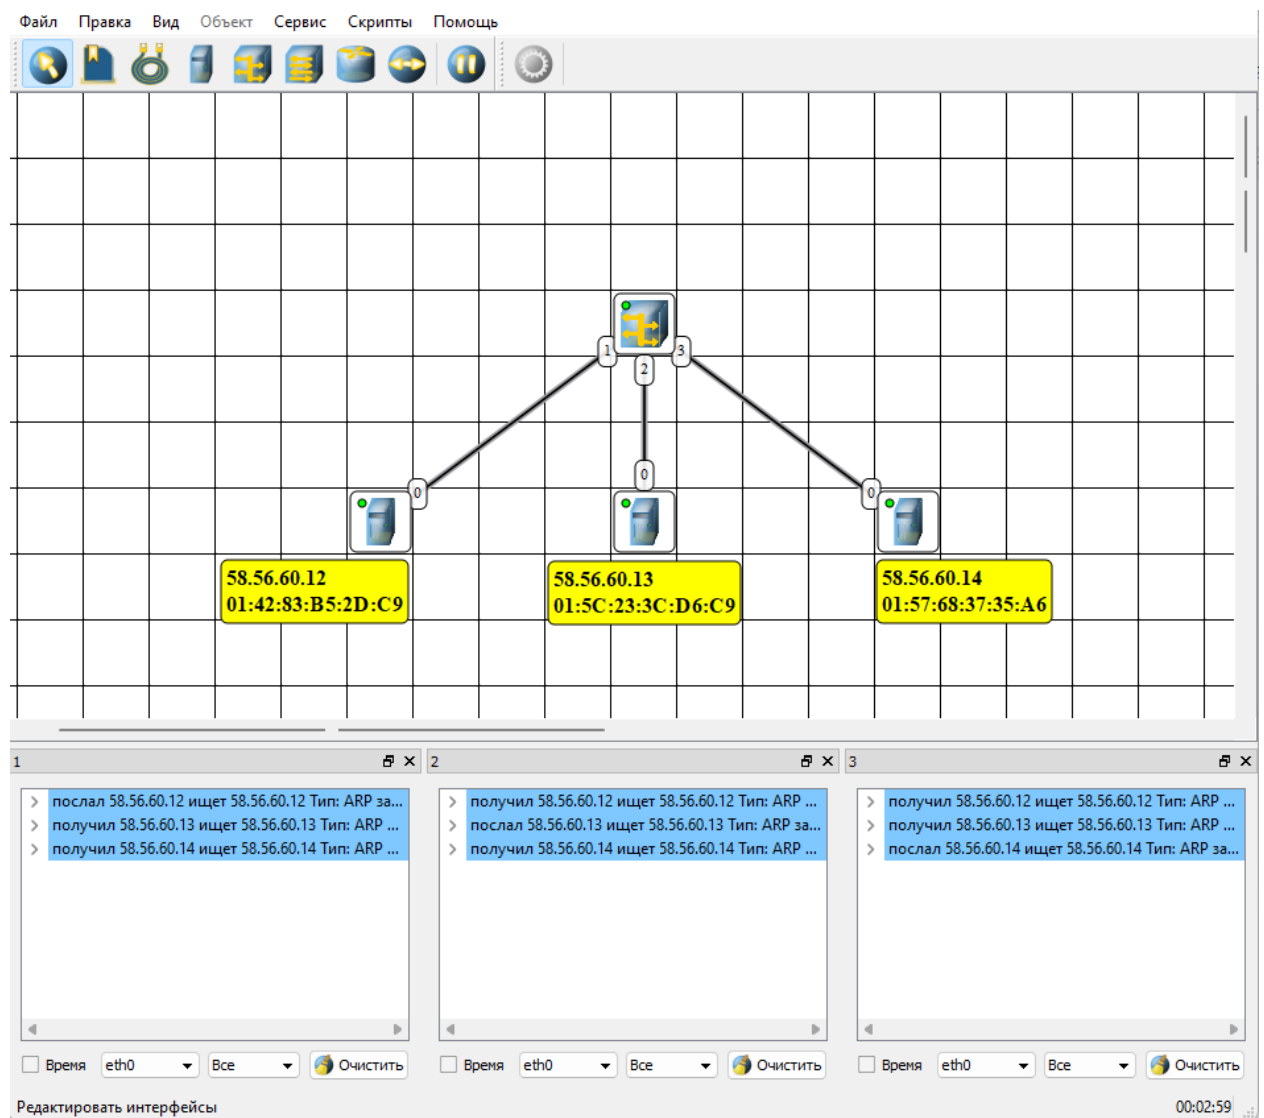 Файл Правка Вид Объект Сервис Скрипты Помощь
1 2 3
0 0 0
58.56.60.12
01:42:83:B5:2D:C9
58.56.60.13
01:5C:23:3C:D6:C9
58.56.60.14
01:57:68:37:35:A6
1
послал 58.56.60.12 ищет 58.56.60.12 Тип: ARP за...
получил 58.56.60.13 ищет 58.56.60.13 Тип: ARP ...
получил 58.56.60.14 ищет 58.56.60.14 Тип: ARP ...
Время eth0 Все Очистить
2
получил 58.56.60.12 ищет 58.56.60.12 Тип: ARP ...
послал 58.56.60.13 ищет 58.56.60.13 Тип: ARP за...
получил 58.56.60.14 ищет 58.56.60.14 Тип: ARP ...
Время eth0 Все Очистить
3
получил 58.56.60.12 ищет 58.56.60.12 Тип: ARP ...
получил 58.56.60.13 ищет 58.56.60.13 Тип: ARP ...
послал 58.56.60.14 ищет 58.56.60.14 Тип: ARP за...
Время eth0 Все Очистить
Редактировать интерфейсы 00:02:59